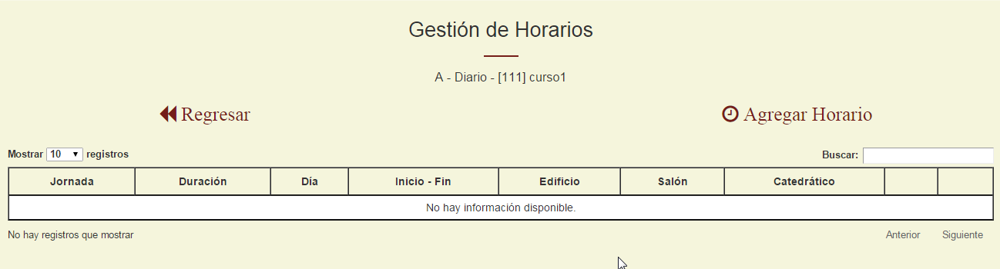 Gestión de Horarios
A - Diario - [111] curso1
Regresar
Agregar Horario
Mostrar 10 registros
Buscar:
Jornada Duración Día Inicio - Fin Edificio Salón Catedrático
No hay información disponible.
No hay registros que mostrar
Anterior Siguiente